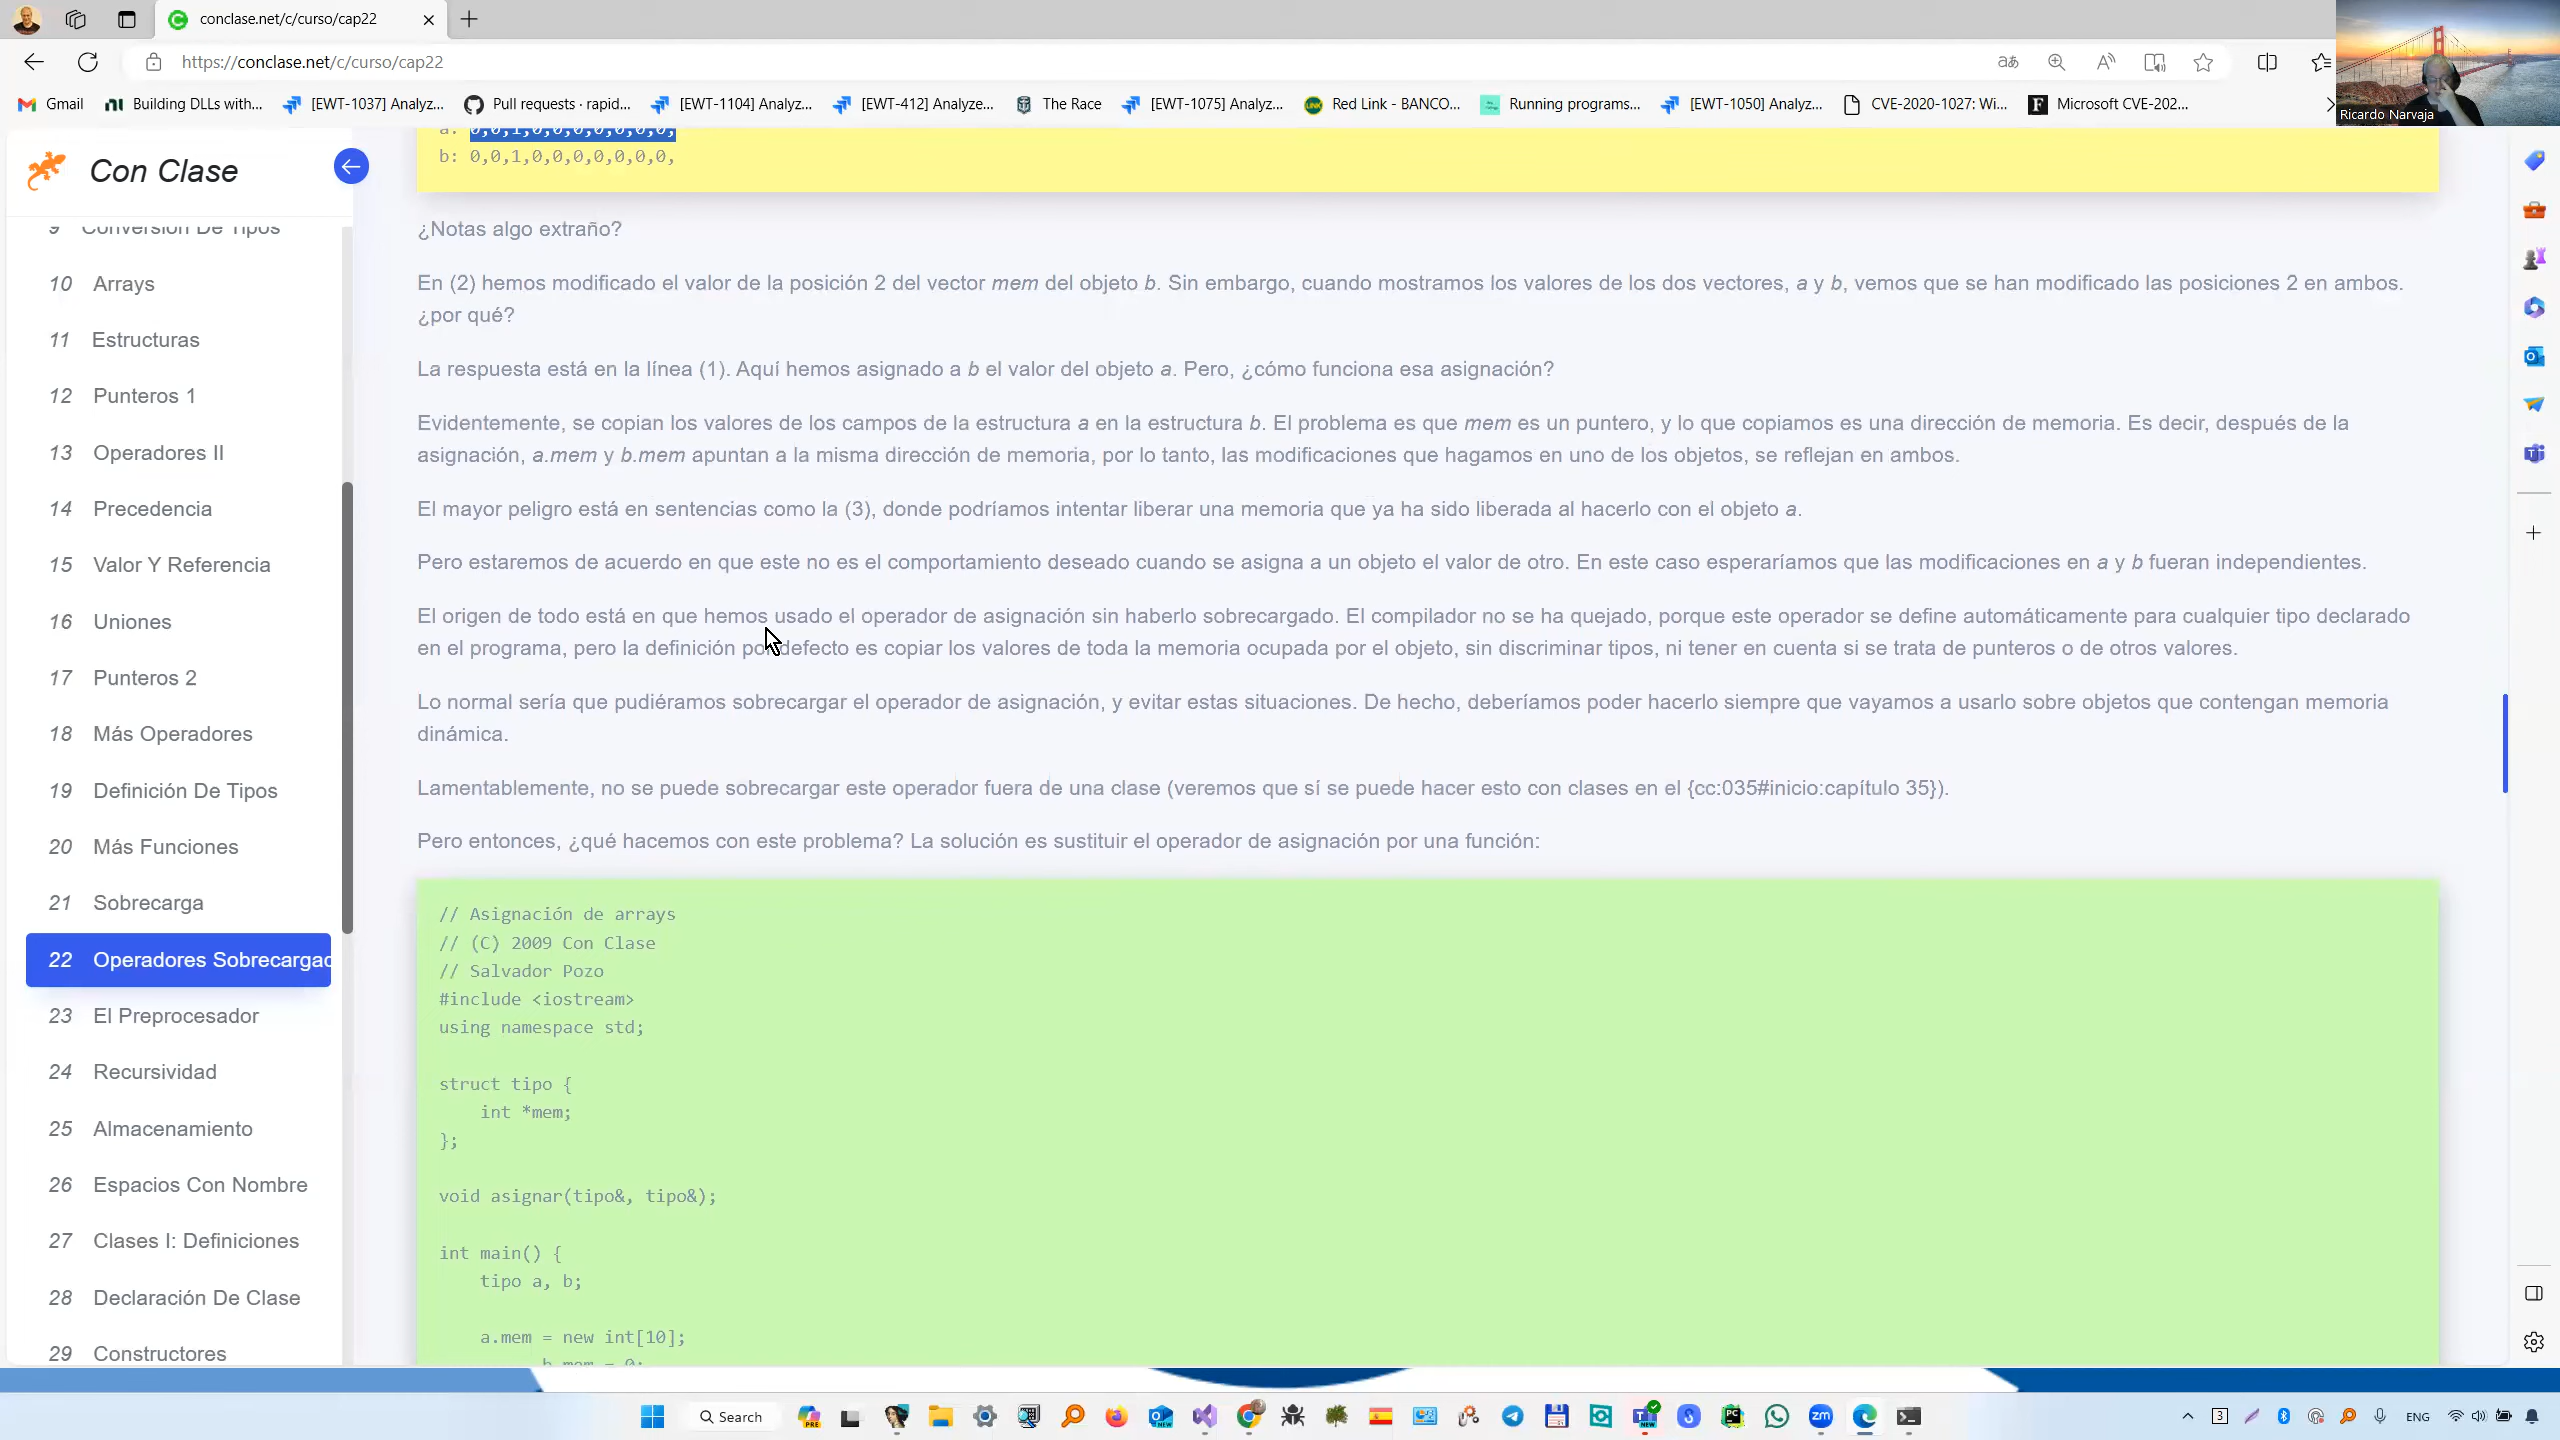 conclase.net/c/curso/cap22
https://conclase.net/c/curso/cap22
Gmail
Building DLLs with...
[EWT-1037] Analyz...
Pull requests · rapid...
[EWT-1104] Analyz...
[EWT-412] Analyze...
The Race
[EWT-1075] Analyz...
Red Link - BANCO...
Running programs...
[EWT-1050] Analyz...
CVE-2020-1027: Wi...
Microsoft CVE-202...
Ricardo Narvaja
Con Clase
9 Conversión De Tipos
10 Arrays
11 Estructuras
12 Punteros 1
13 Operadores II
14 Precedencia
15 Valor Y Referencia
16 Uniones
17 Punteros 2
18 Más Operadores
19 Definición De Tipos
20 Más Funciones
21 Sobrecarga
22 Operadores Sobrecargad
23 El Preprocesador
24 Recursividad
25 Almacenamiento
26 Espacios Con Nombre
27 Clases I: Definiciones
28 Declaración De Clase
29 Constructores
a: 0,0,1,0,0,0,0,0,0,0,
b: 0,0,1,0,0,0,0,0,0,0,
¿Notas algo extraño?
En (2) hemos modificado el valor de la posición 2 del vector mem del objeto b. Sin embargo, cuando mostramos los valores de los dos vectores, a y b, vemos que se han modificado las posiciones 2 en ambos.
¿por qué?
La respuesta está en la línea (1). Aquí hemos asignado a b el valor del objeto a. Pero, ¿cómo funciona esa asignación?
Evidentemente, se copian los valores de los campos de la estructura a en la estructura b. El problema es que mem es un puntero, y lo que copiamos es una dirección de memoria. Es decir, después de la
asignación, a.mem y b.mem apuntan a la misma dirección de memoria, por lo tanto, las modificaciones que hagamos en uno de los objetos, se reflejan en ambos.
El mayor peligro está en sentencias como la (3), donde podríamos intentar liberar una memoria que ya ha sido liberada al hacerlo con el objeto a.
Pero estaremos de acuerdo en que este no es el comportamiento deseado cuando se asigna a un objeto el valor de otro. En este caso esperaríamos que las modificaciones en a y b fueran independientes.
El origen de todo está en que hemos usado el operador de asignación sin haberlo sobrecargado. El compilador no se ha quejado, porque este operador se define automáticamente para cualquier tipo declarado
en el programa, pero la definición por defecto es copiar los valores de toda la memoria ocupada por el objeto, sin discriminar tipos, ni tener en cuenta si se trata de punteros o de otros valores.
Lo normal sería que pudiéramos sobrecargar el operador de asignación, y evitar estas situaciones. De hecho, deberíamos poder hacerlo siempre que vayamos a usarlo sobre objetos que contengan memoria
dinámica.
Lamentablemente, no se puede sobrecargar este operador fuera de una clase (veremos que sí se puede hacer esto con clases en el {cc:035#inicio:capítulo 35}).
Pero entonces, ¿qué hacemos con este problema? La solución es sustituir el operador de asignación por una función:
// Asignación de arrays
// (C) 2009 Con Clase
// Salvador Pozo
#include <iostream>
using namespace std;
struct tipo {
int *mem;
};
void asignar(tipo&, tipo&);
int main() {
tipo a, b;
a.mem = new int[10];
b.mem = 0;
Search
ENG